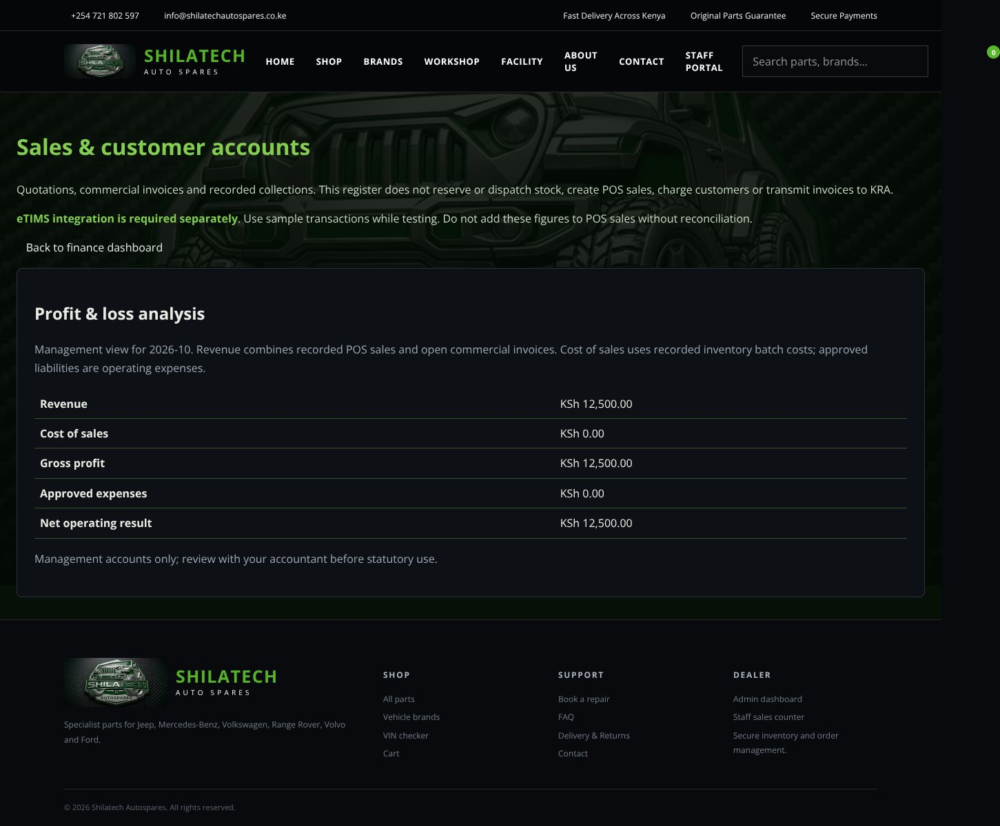 +254 721 802 597
info@shilatechautospares.co.ke
Fast Delivery Across Kenya
Original Parts Guarantee
Secure Payments
SHILATECH
AUTO SPARES
HOME
SHOP
BRANDS
WORKSHOP
FACILITY
ABOUT US
CONTACT
STAFF PORTAL
Search parts, brands...
0
Sales & customer accounts
Quotations, commercial invoices and recorded collections. This register does not reserve or dispatch stock, create POS sales, charge customers or transmit invoices to KRA.
eTIMS integration is required separately. Use sample transactions while testing. Do not add these figures to POS sales without reconciliation.
Back to finance dashboard
Profit & loss analysis
Management view for 2026-10. Revenue combines recorded POS sales and open commercial invoices. Cost of sales uses recorded inventory batch costs; approved
liabilities are operating expenses.
Revenue KSh 12,500.00
Cost of sales KSh 0.00
Gross profit KSh 12,500.00
Approved expenses KSh 0.00
Net operating result KSh 12,500.00
Management accounts only; review with your accountant before statutory use.
SHILATECH
AUTOSPARES
SHILATECH
AUTO SPARES
Specialist parts for Jeep, Mercedes-Benz, Volkswagen, Range Rover, Volvo
and Ford.
SHOP
All parts
Vehicle brands
VIN checker
Cart
SUPPORT
Book a repair
FAQ
Delivery & Returns
Contact
DEALER
Admin dashboard
Staff sales counter
Secure inventory and order
management.
© 2026 Shilatech Autospares. All rights reserved.